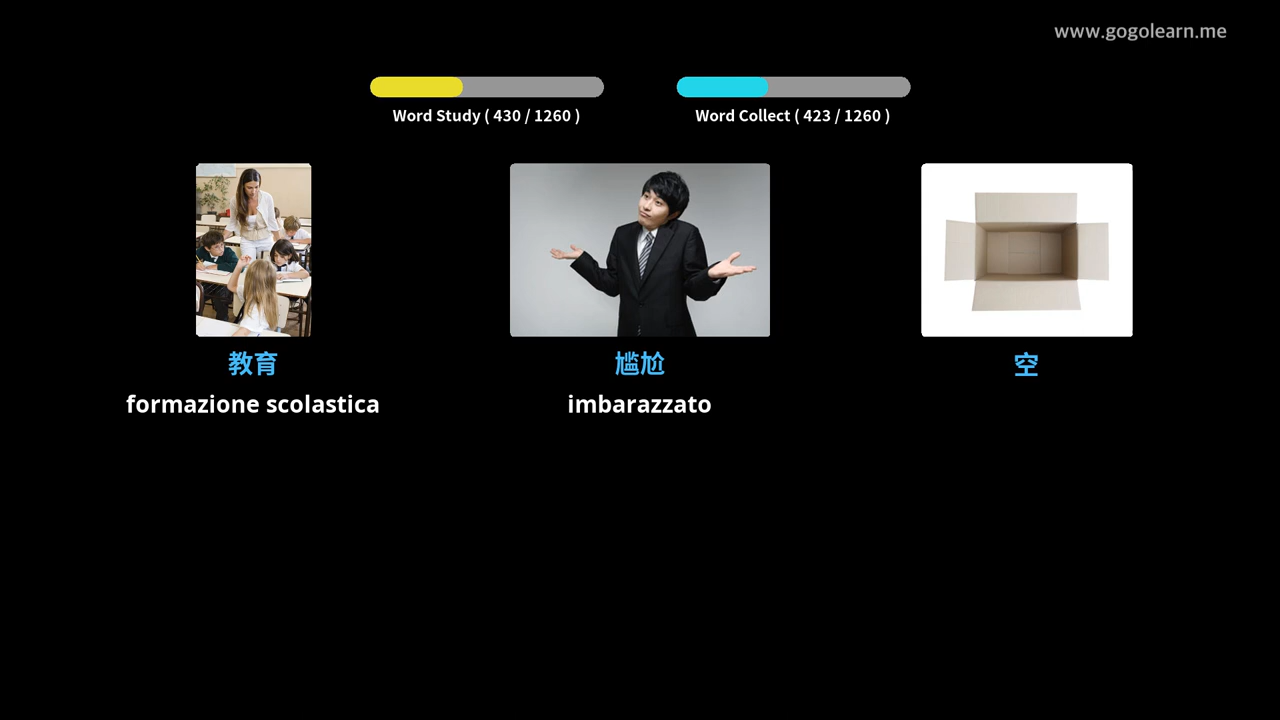 www.gogolearn.me
Word Study ( 430 / 1260 )
Word Collect ( 423 / 1260 )
教育
尴尬
空
formazione scolastica
imbarazzato